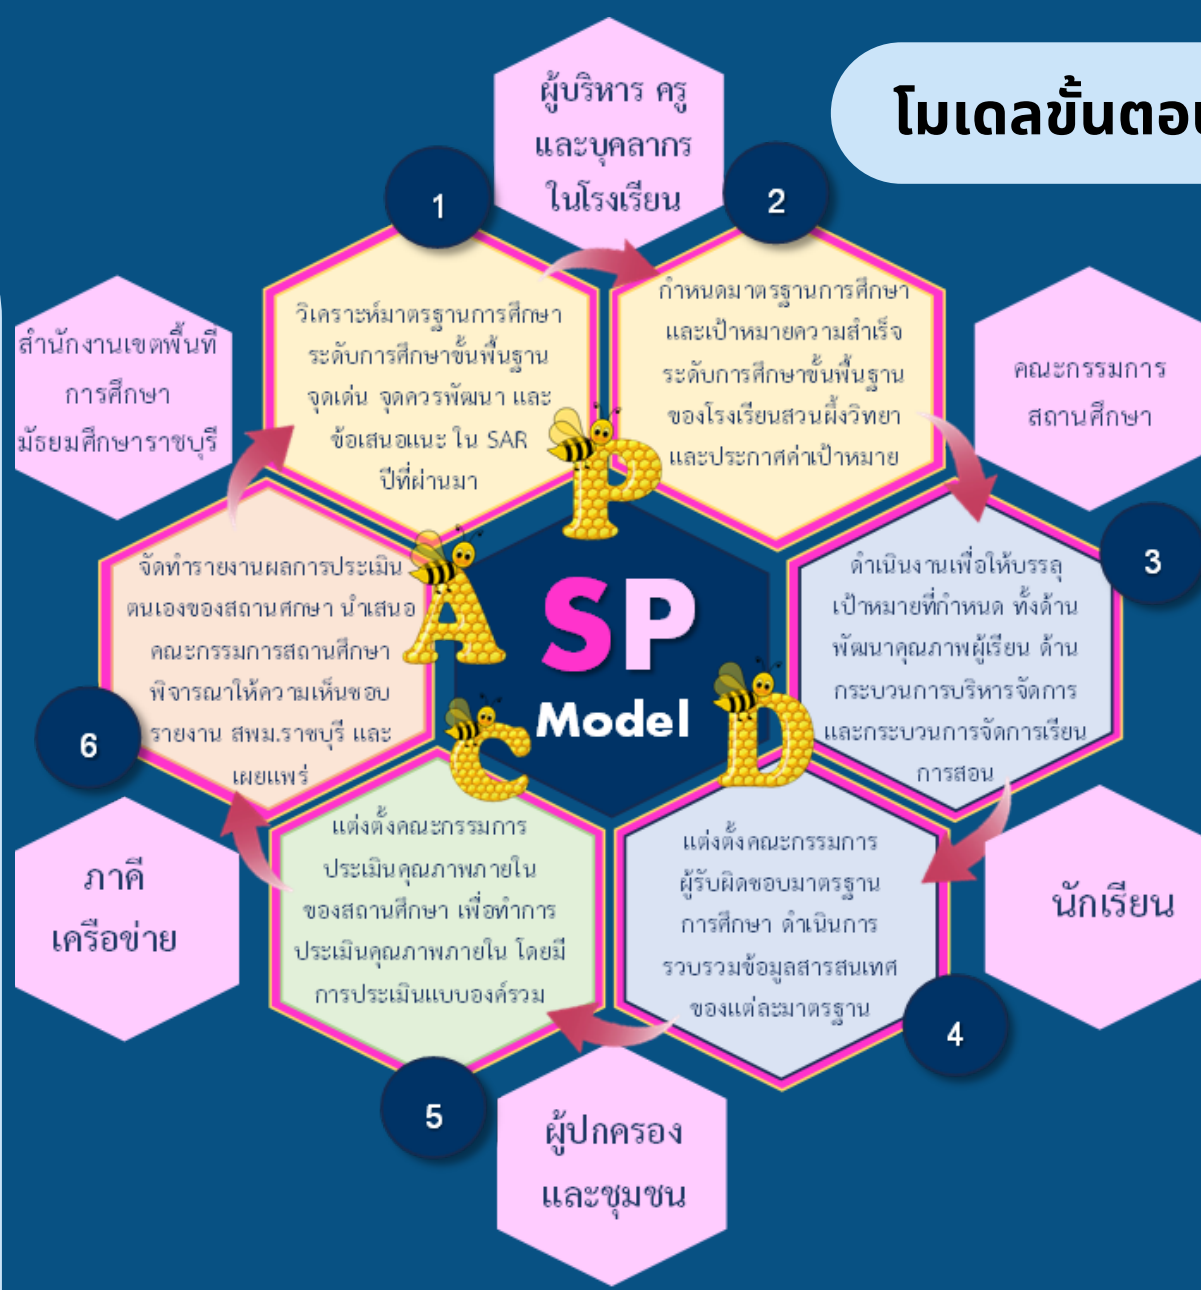 โมเดลขั้นตอน
ผู้บริหาร ครู
และบุคลากร
ในโรงเรียน
1
วิเคราะห์มาตรฐานการศึกษา
ระดับการศึกษาขั้นพื้นฐาน
จุดเด่น จุดควรพัฒนา และ
ข้อเสนอแนะ ใน SAR
ปีที่ผ่านมา
2
กำหนดมาตรฐานการศึกษา
และเป้าหมายความสำเร็จ
ระดับการศึกษาขั้นพื้นฐาน
ของโรงเรียนสวนผึ้งวิทยา
และประกาศค่าเป้าหมาย
สำนักงานเขตพื้นที่
การศึกษา
มัธยมศึกษาราชบุรี
คณะกรรมการ
สถานศึกษา
P
A
SP
Model
D
C
3
ดำเนินงานเพื่อให้บรรลุ
เป้าหมายที่กำหนด ทั้งด้าน
พัฒนาคุณภาพผู้เรียน ด้าน
กระบวนการบริหารจัดการ
และกระบวนการจัดการเรียน
การสอน
4
แต่งตั้งคณะกรรมการ
ผู้รับผิดชอบมาตรฐาน
การศึกษา ดำเนินการ
รวบรวมข้อมูลสารสนเทศ
ของแต่ละมาตรฐาน
5
แต่งตั้งคณะกรรมการ
ประเมินคุณภาพภายใน
ของสถานศึกษา เพื่อทำการ
ประเมินคุณภาพภายใน โดยมี
การประเมินแบบองค์รวม
6
จัดทำรายงานผลการประเมิน
ตนเองของสถานศกษา นำเสนอ
คณะกรรมการสถานศึกษา
พิจารณาให้ความเห็นชอบ
รายงาน สพม.ราชบุรี และ
เผยแพร่
ภาคี
เครือข่าย
นักเรียน
ผู้ปกครอง
และชุมชน